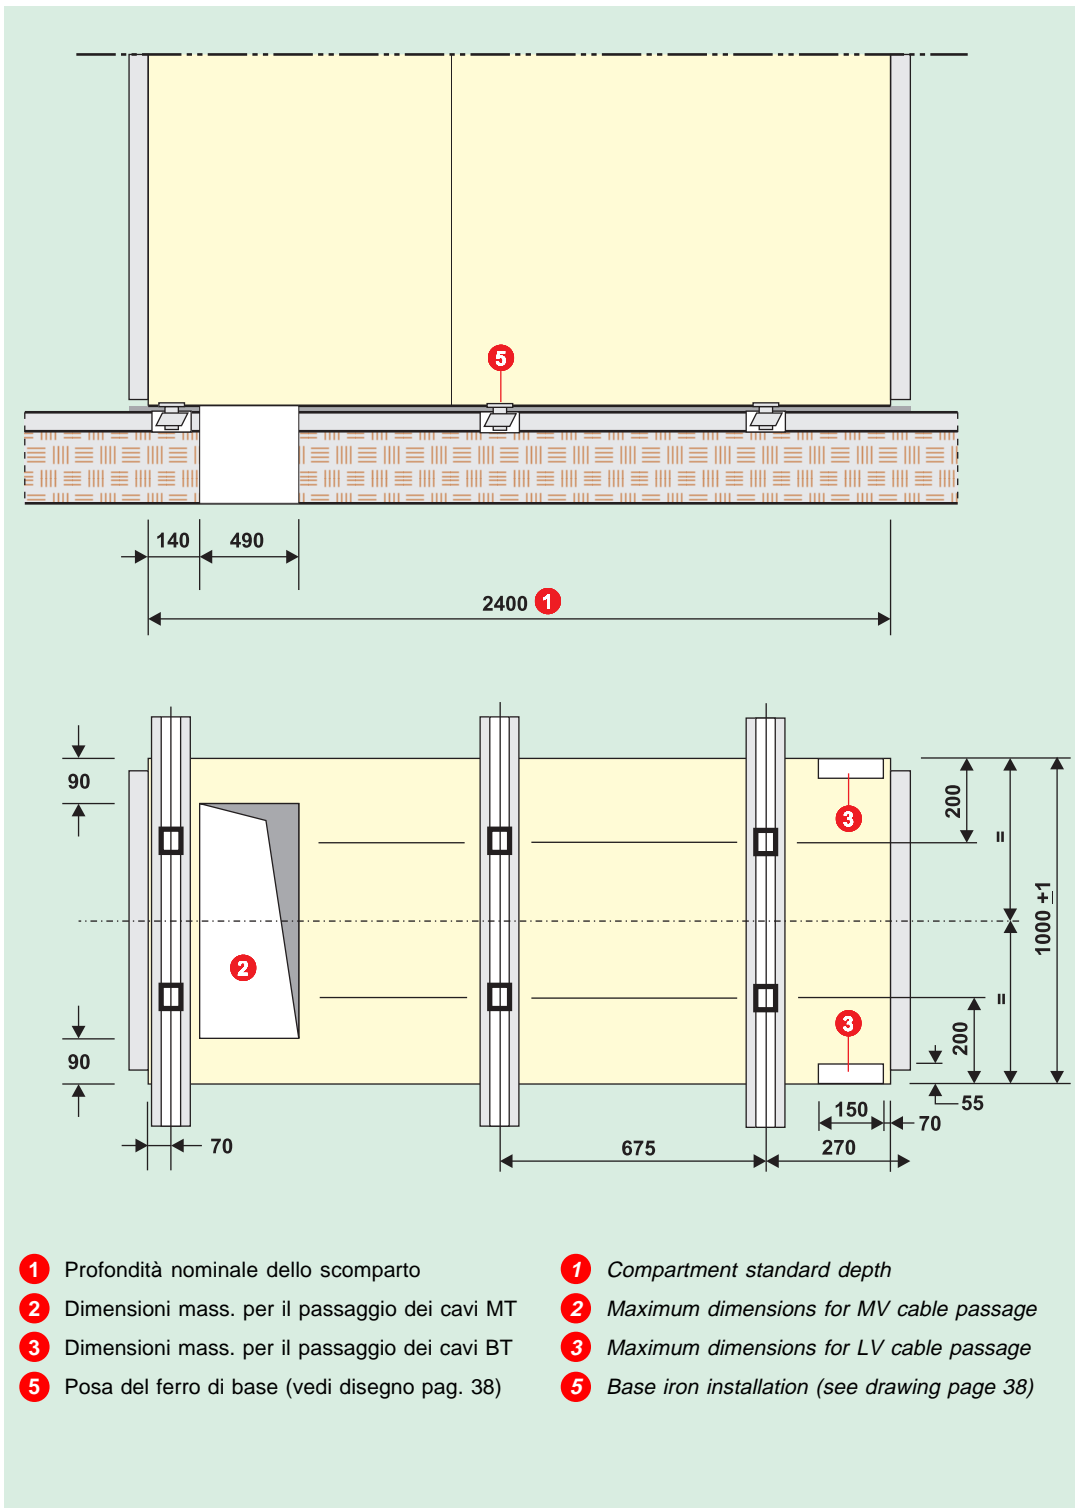 5
140
490
2400 1
90
200
3
=
1000 ±1
2
=
90
3
200
55
150
70
70
675
270
1 Profondità nominale dello scomparto
2 Dimensioni mass. per il passaggio dei cavi MT
3 Dimensioni mass. per il passaggio dei cavi BT
5 Posa del ferro di base (vedi disegno pag. 38)
1 Compartment standard depth
2 Maximum dimensions for MV cable passage
3 Maximum dimensions for LV cable passage
5 Base iron installation (see drawing page 38)